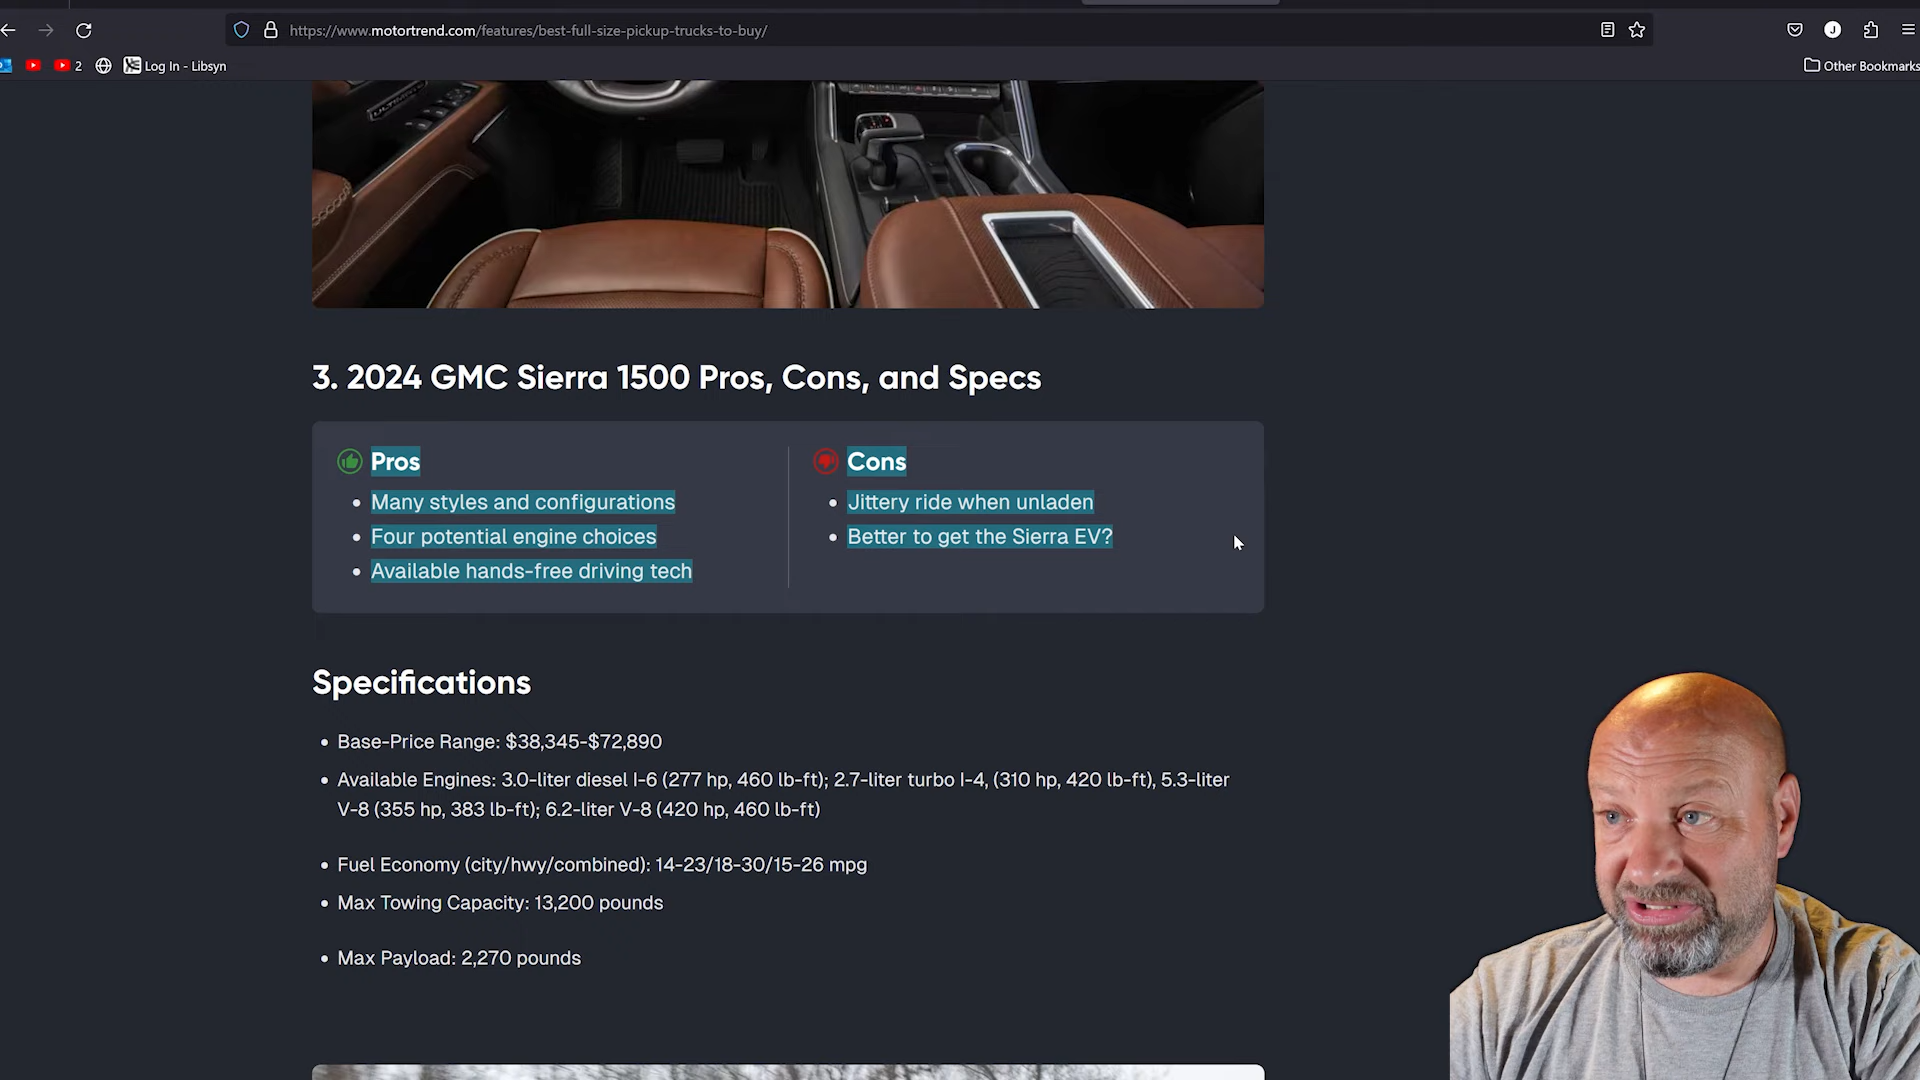 https://www.motortrend.com/features/best-full-size-pickup-trucks-to-buy/
J
2
Log In - Libsyn
Other Bookmarks
ULTIMATE
3. 2024 GMC Sierra 1500 Pros, Cons, and Specs
Pros
Many styles and configurations
Four potential engine choices
Available hands-free driving tech
Cons
Jittery ride when unladen
Better to get the Sierra EV?
Specifications
Base-Price Range: $38,345-$72,890
Available Engines: 3.0-liter diesel I-6 (277 hp, 460 lb-ft); 2.7-liter turbo I-4, (310 hp, 420 lb-ft), 5.3-liter
V-8 (355 hp, 383 lb-ft); 6.2-liter V-8 (420 hp, 460 lb-ft)
Fuel Economy (city/hwy/combined): 14-23/18-30/15-26 mpg
Max Towing Capacity: 13,200 pounds
Max Payload: 2,270 pounds